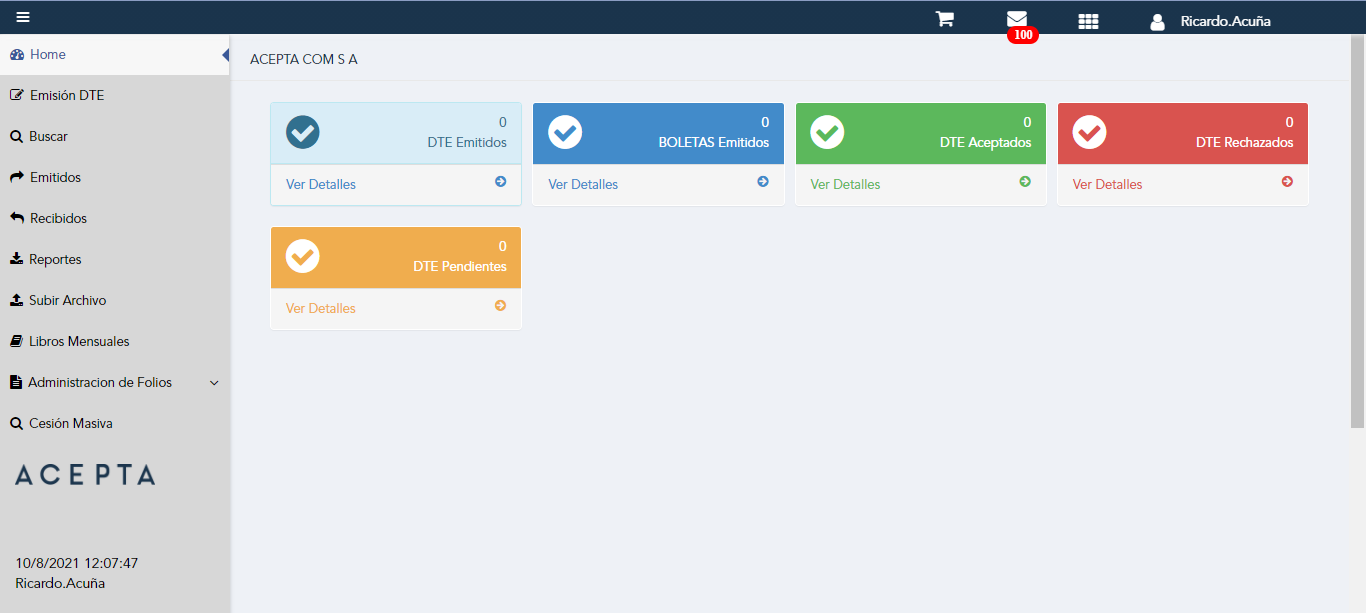 Ricardo.Acuña
100
Home
ACEPTA COM S A
Emisión DTE
Buscar
Emitidos
Recibidos
Reportes
Subir Archivo
Libros Mensuales
Administracion de Folios
Cesión Masiva
ACEPTA
10/8/2021 12:07:47
Ricardo.Acuña
0
DTE Emitidos
Ver Detalles
0
BOLETAS Emitidos
Ver Detalles
0
DTE Aceptados
Ver Detalles
0
DTE Rechazados
Ver Detalles
0
DTE Pendientes
Ver Detalles